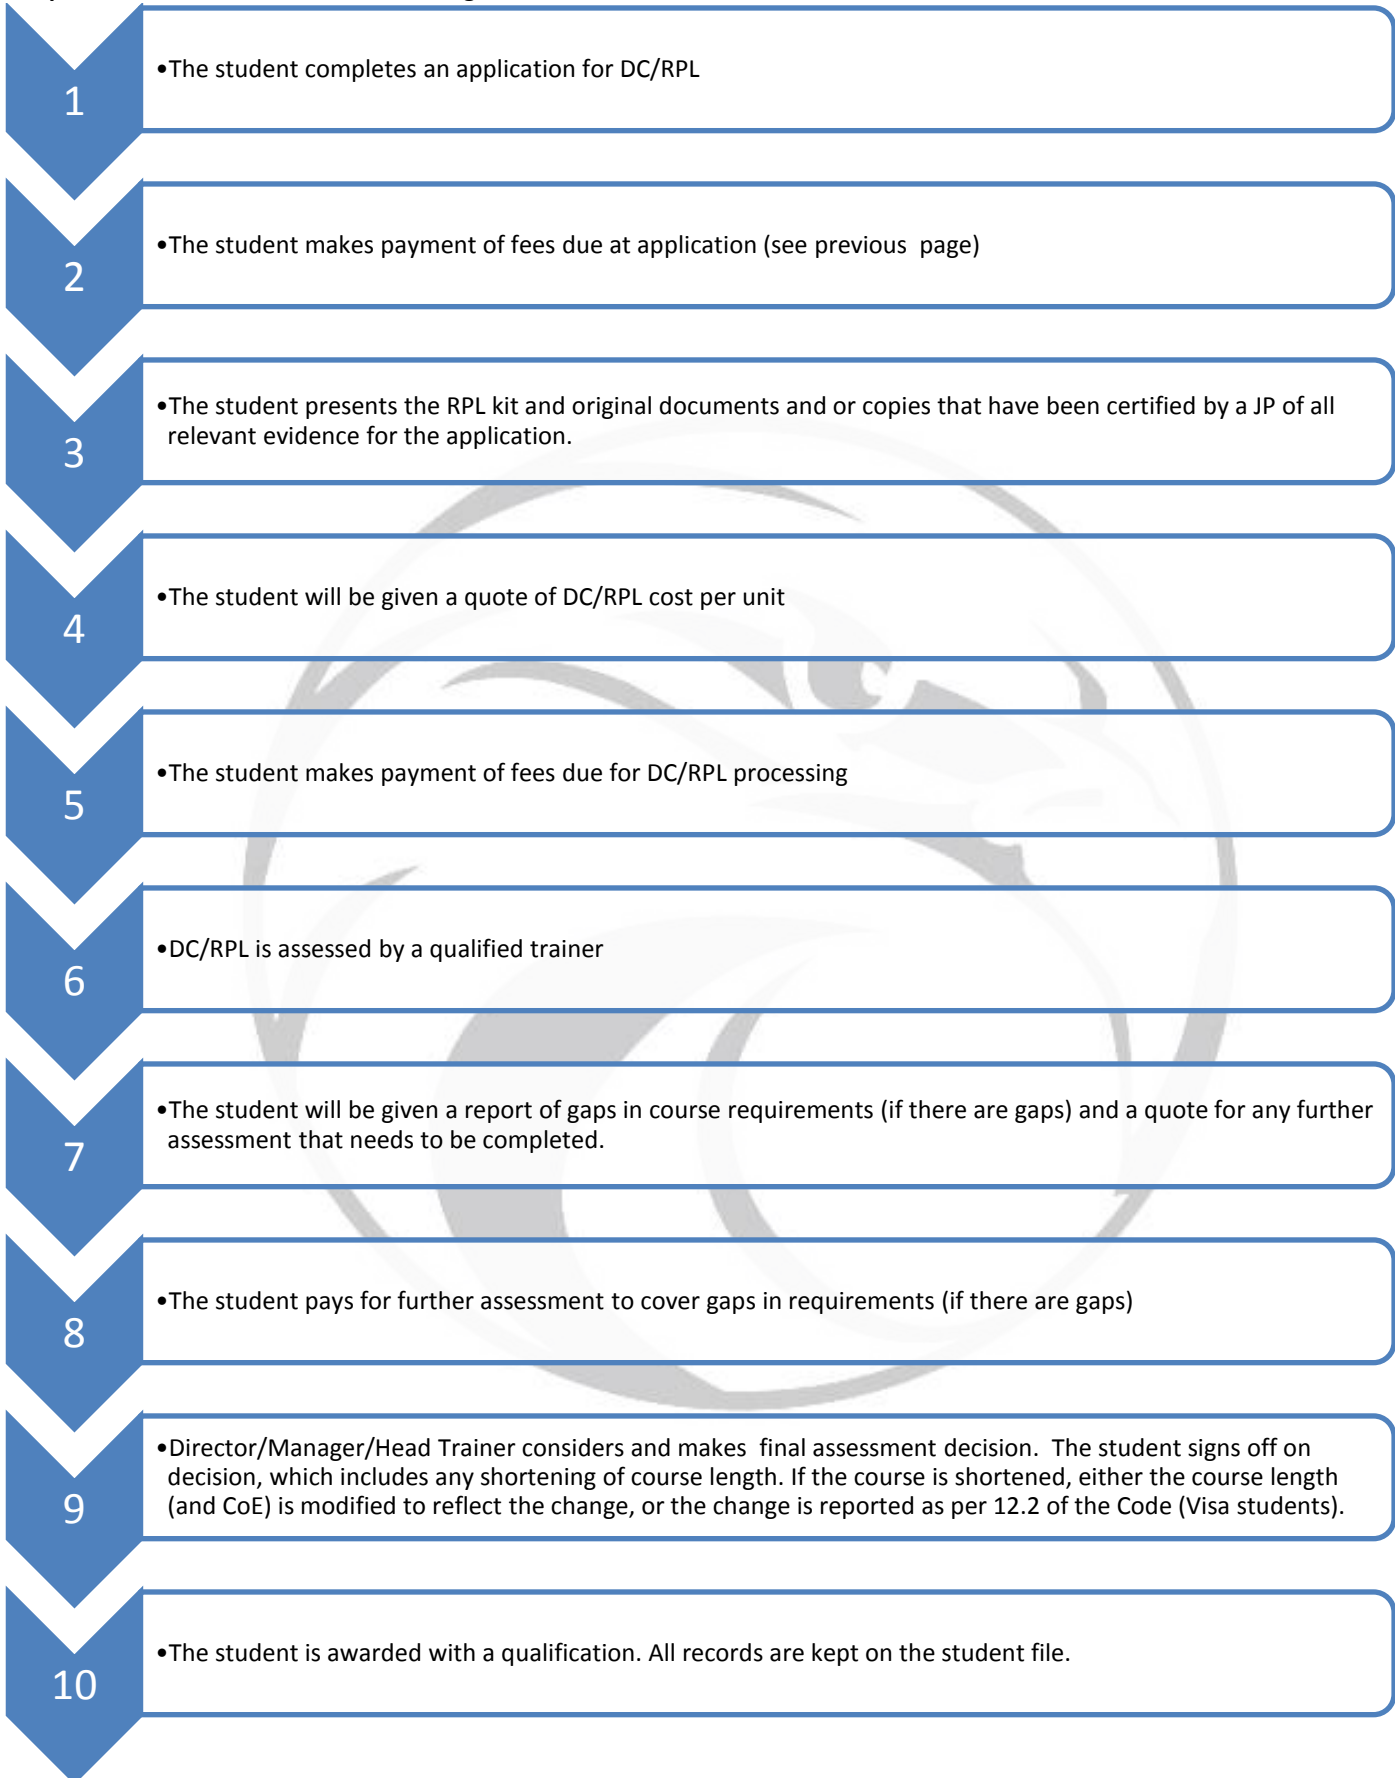 1
•The student completes an application for DC/RPL
2
•The student makes payment of fees due at application (see previous page)
3
•The student presents the RPL kit and original documents and or copies that have been certified by a JP of all
relevant evidence for the application.
4
•The student will be given a quote of DC/RPL cost per unit
5
•The student makes payment of fees due for DC/RPL processing
6
•DC/RPL is assessed by a qualified trainer
7
•The student will be given a report of gaps in course requirements (if there are gaps) and a quote for any further
assessment that needs to be completed.
8
•The student pays for further assessment to cover gaps in requirements (if there are gaps)
9
•Director/Manager/Head Trainer considers and makes final assessment decision. The student signs off on
decision, which includes any shortening of course length. If the course is shortened, either the course length
(and CoE) is modified to reflect the change, or the change is reported as per 12.2 of the Code (Visa students).
10
•The student is awarded with a qualification. All records are kept on the student file.